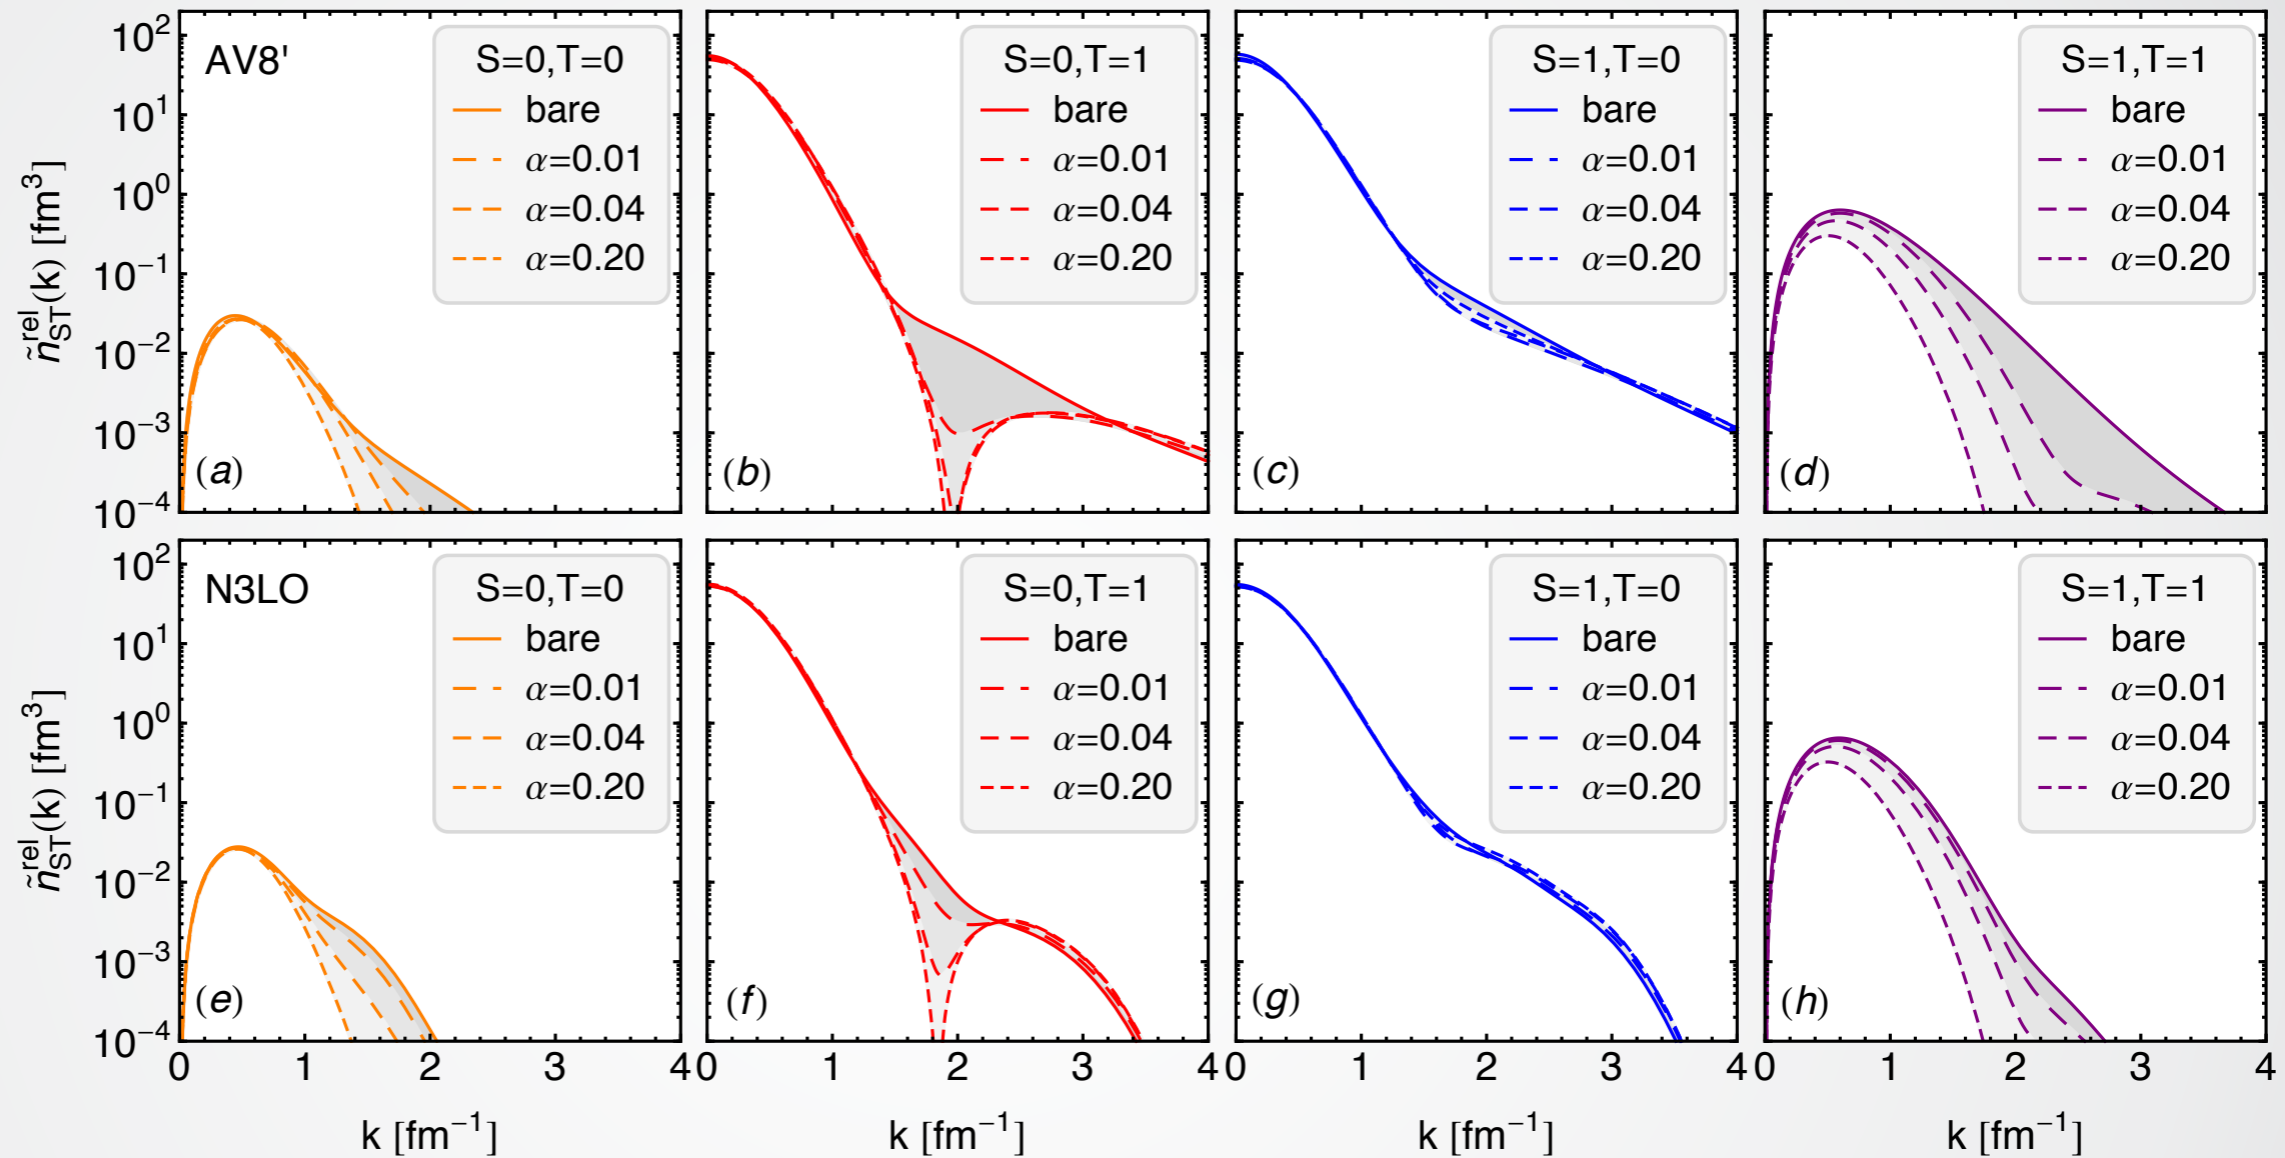 AV8'
S=0,T=0
bare
α=0.01
α=0.04
α=0.20
(a)
S=0,T=1
bare
α=0.01
α=0.04
α=0.20
(b)
S=1,T=0
bare
α=0.01
α=0.04
α=0.20
(c)
S=1,T=1
bare
α=0.01
α=0.04
α=0.20
(d)
10²
10¹
10⁰
10⁻¹
10⁻²
10⁻³
10⁻⁴
ñ_ST^rel(k) [fm³]
N3LO
S=0,T=0
bare
α=0.01
α=0.04
α=0.20
(e)
S=0,T=1
bare
α=0.01
α=0.04
α=0.20
(f)
S=1,T=0
bare
α=0.01
α=0.04
α=0.20
(g)
S=1,T=1
bare
α=0.01
α=0.04
α=0.20
(h)
10²
10¹
10⁰
10⁻¹
10⁻²
10⁻³
10⁻⁴
ñ_ST^rel(k) [fm³]
0 1 2 3 4
0 1 2 3 4
0 1 2 3 4
0 1 2 3 4
k [fm⁻¹]
k [fm⁻¹]
k [fm⁻¹]
k [fm⁻¹]